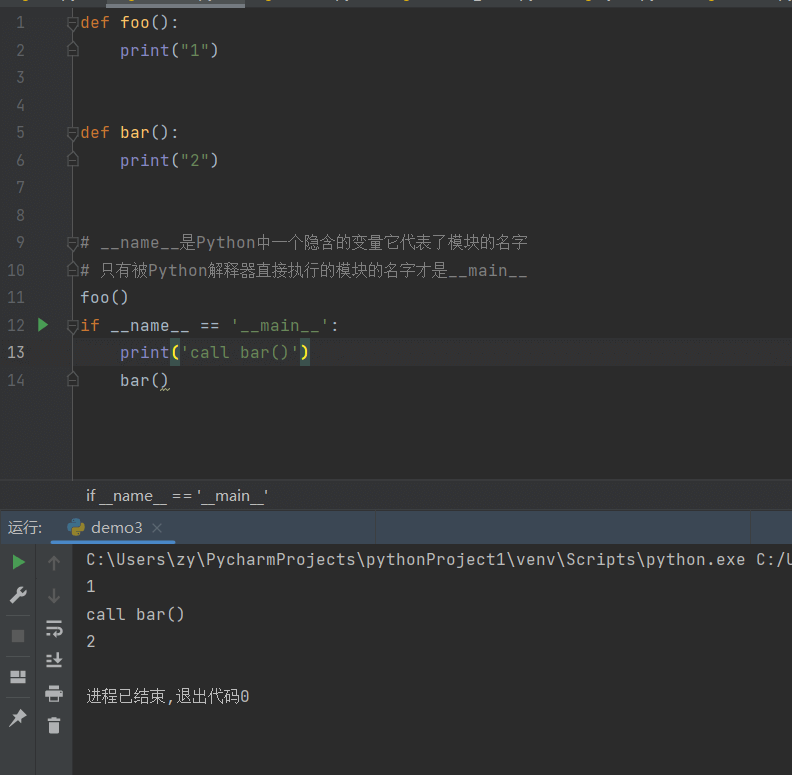 1 def foo():
2 print("1")
3
4
5 def bar():
6 print("2")
7
8
9 # __name__是Python中一个隐含的变量它代表了模块的名字
10 # 只有被Python解释器直接执行的模块的名字才是__main__
11 foo()
12 if __name__ == '__main__':
13 print('call bar()')
14 bar()
if __name__ == '__main__'
运行: demo3
C:\Users\zy\PycharmProjects\pythonProject1\venv\Scripts\python.exe C:/U
1
call bar()
2
进程已结束,退出代码0